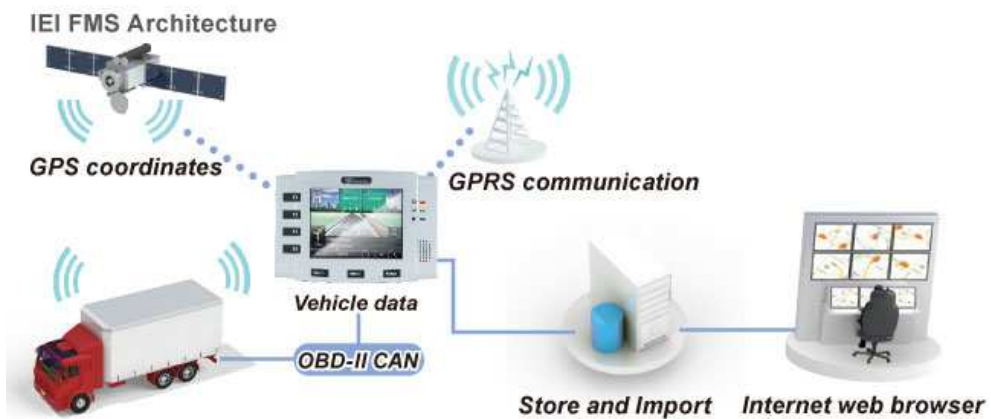 IEI FMS Architecture
GPS coordinates
GPRS communication
Vehicle data
OBD-II CAN
Store and Import
Internet web browser